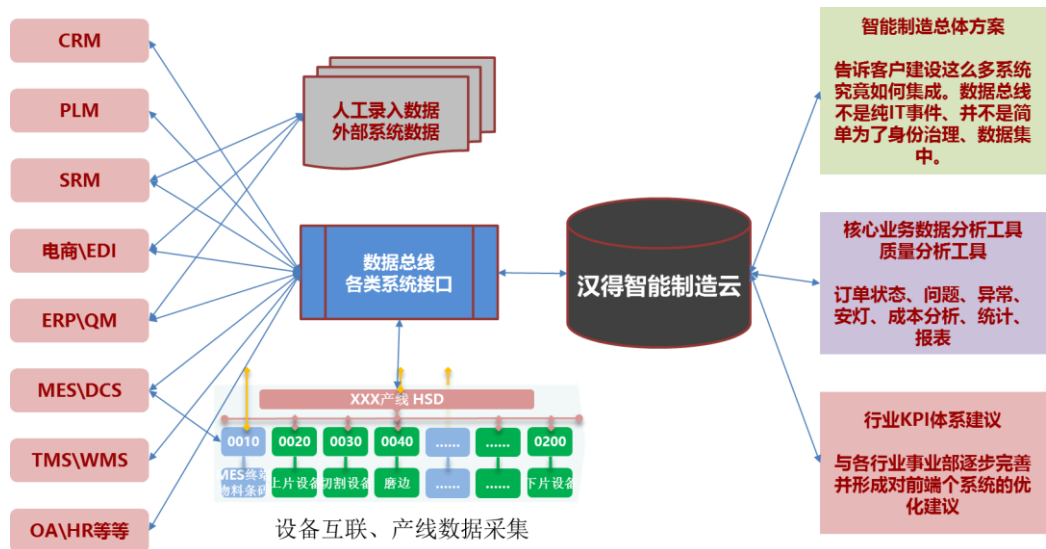 CRM
PLM
SRM
电商\EDI
ERP\QM
MES\DCS
TMS\WMS
OA\HR等等
人工录入数据
外部系统数据
数据总线
各类系统接口
XXX产线 HSD
0010
0020
0030
0040
......
......
0200
MES终端
物料条码
上片设备
切割设备
磨边
......
......
下片设备
设备互联、产线数据采集
汉得智能制造云
智能制造总体方案
告诉客户建设这么多系统
究竟如何集成。数据总线
不是纯IT事件、并不是简
单为了身份治理、数据集
中。
核心业务数据分析工具
质量分析工具
订单状态、问题、异常、
安灯、成本分析、统计、
报表
行业KPI体系建议
与各行业事业部逐步完善
并形成对前端个系统的优
化建议